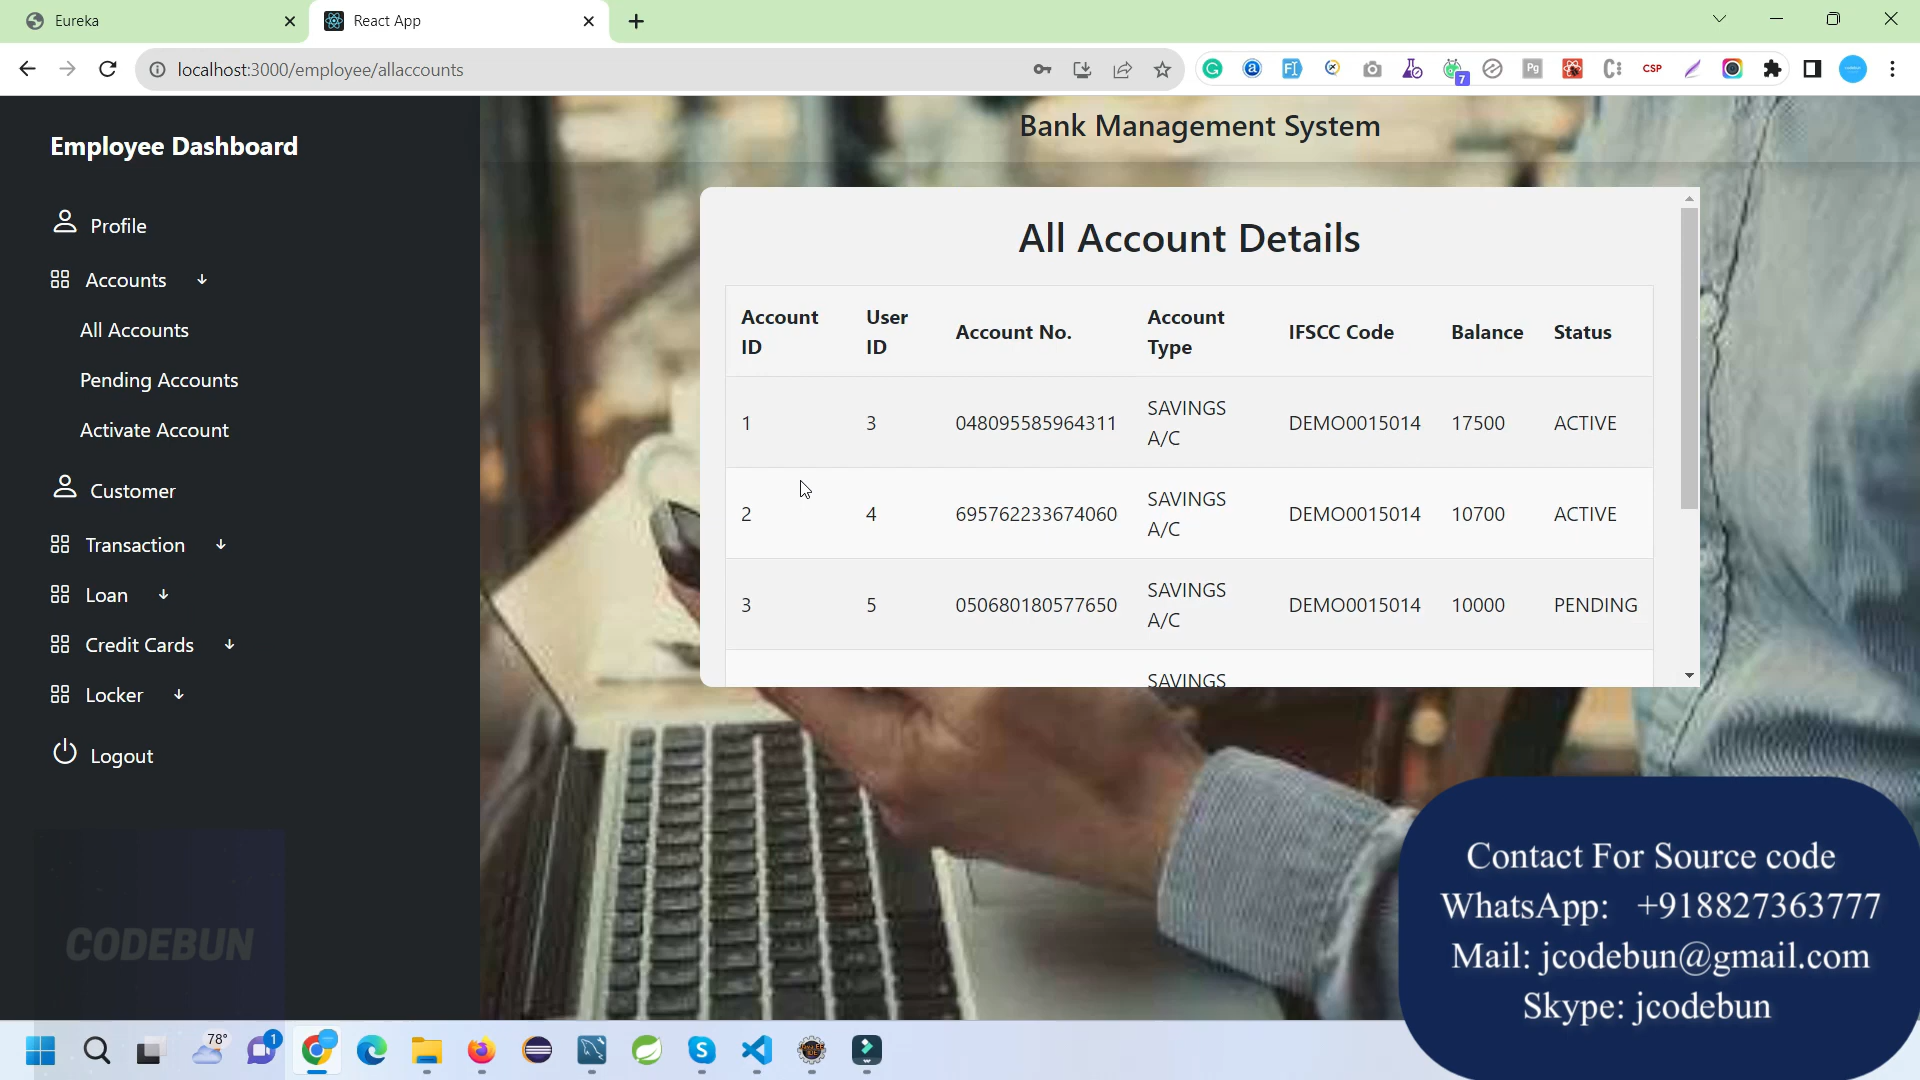 Eureka
React App
localhost:3000/employee/allaccounts
7
Pg
CSP
Employee Dashboard
Profile
Accounts ↓
All Accounts
Pending Accounts
Activate Account
Customer
Transaction ↓
Loan ↓
Credit Cards ↓
Locker ↓
Logout
CODEBUN
Bank Management System
All Account Details
Account ID User ID Account No. Account Type IFSCC Code Balance Status
1 3 048095585964311 SAVINGS A/C DEMO0015014 17500 ACTIVE
2 4 695762233674060 SAVINGS A/C DEMO0015014 10700 ACTIVE
3 5 050680180577650 SAVINGS A/C DEMO0015014 10000 PENDING
SAVINGS
Contact For Source code
WhatsApp: +918827363777
Mail: jcodebun@gmail.com
Skype: jcodebun
78°
1